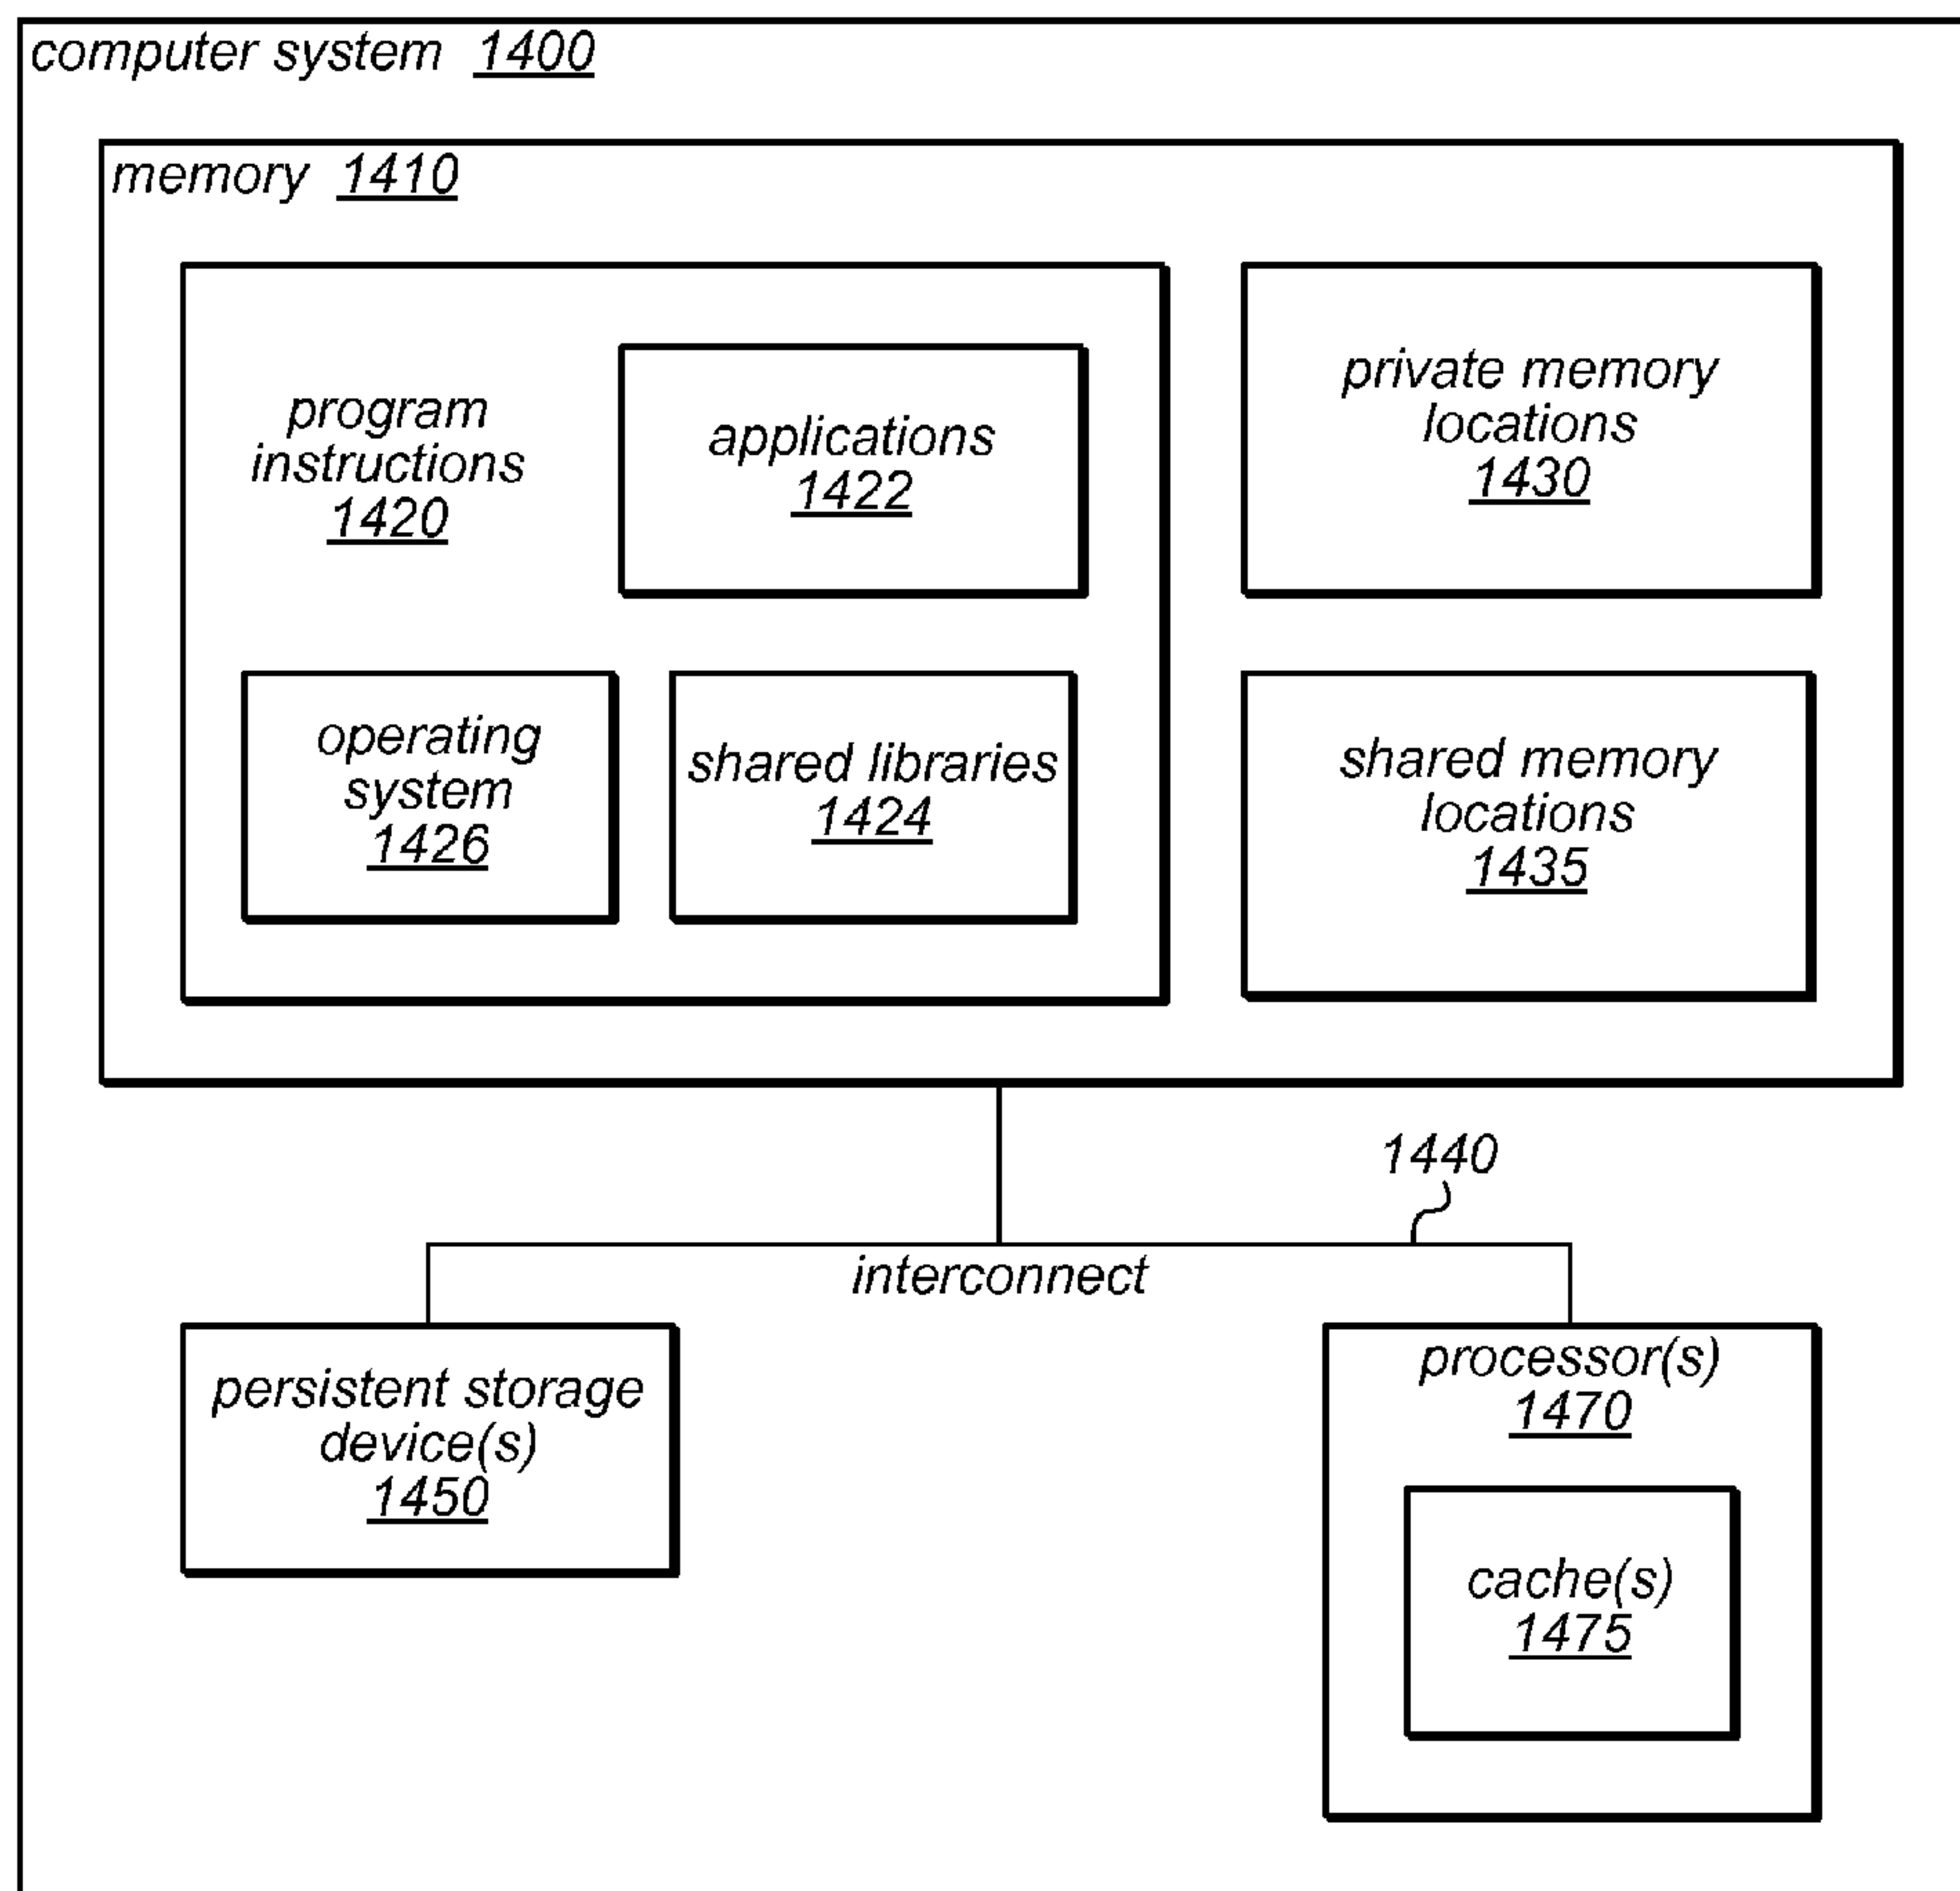 computer system 1400
memory 1410
program
instructions
1420
applications
1422
private memory
locations
1430
operating
system
1426
shared libraries
1424
shared memory
locations
1435
1440
interconnect
persistent storage
device(s)
1450
processor(s)
1470
cache(s)
1475